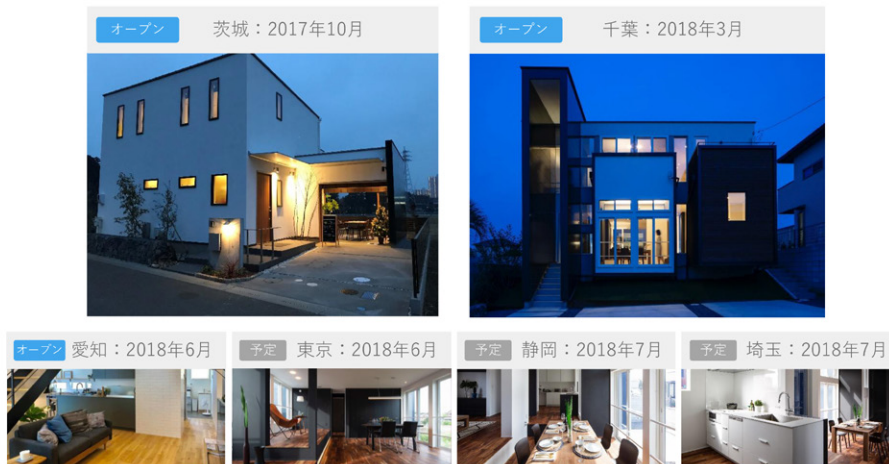 オープン 茨城：2017年10月
オープン 千葉：2018年3月
オープン 愛知：2018年6月
予定 東京：2018年6月
予定 静岡：2018年7月
予定 埼玉：2018年7月